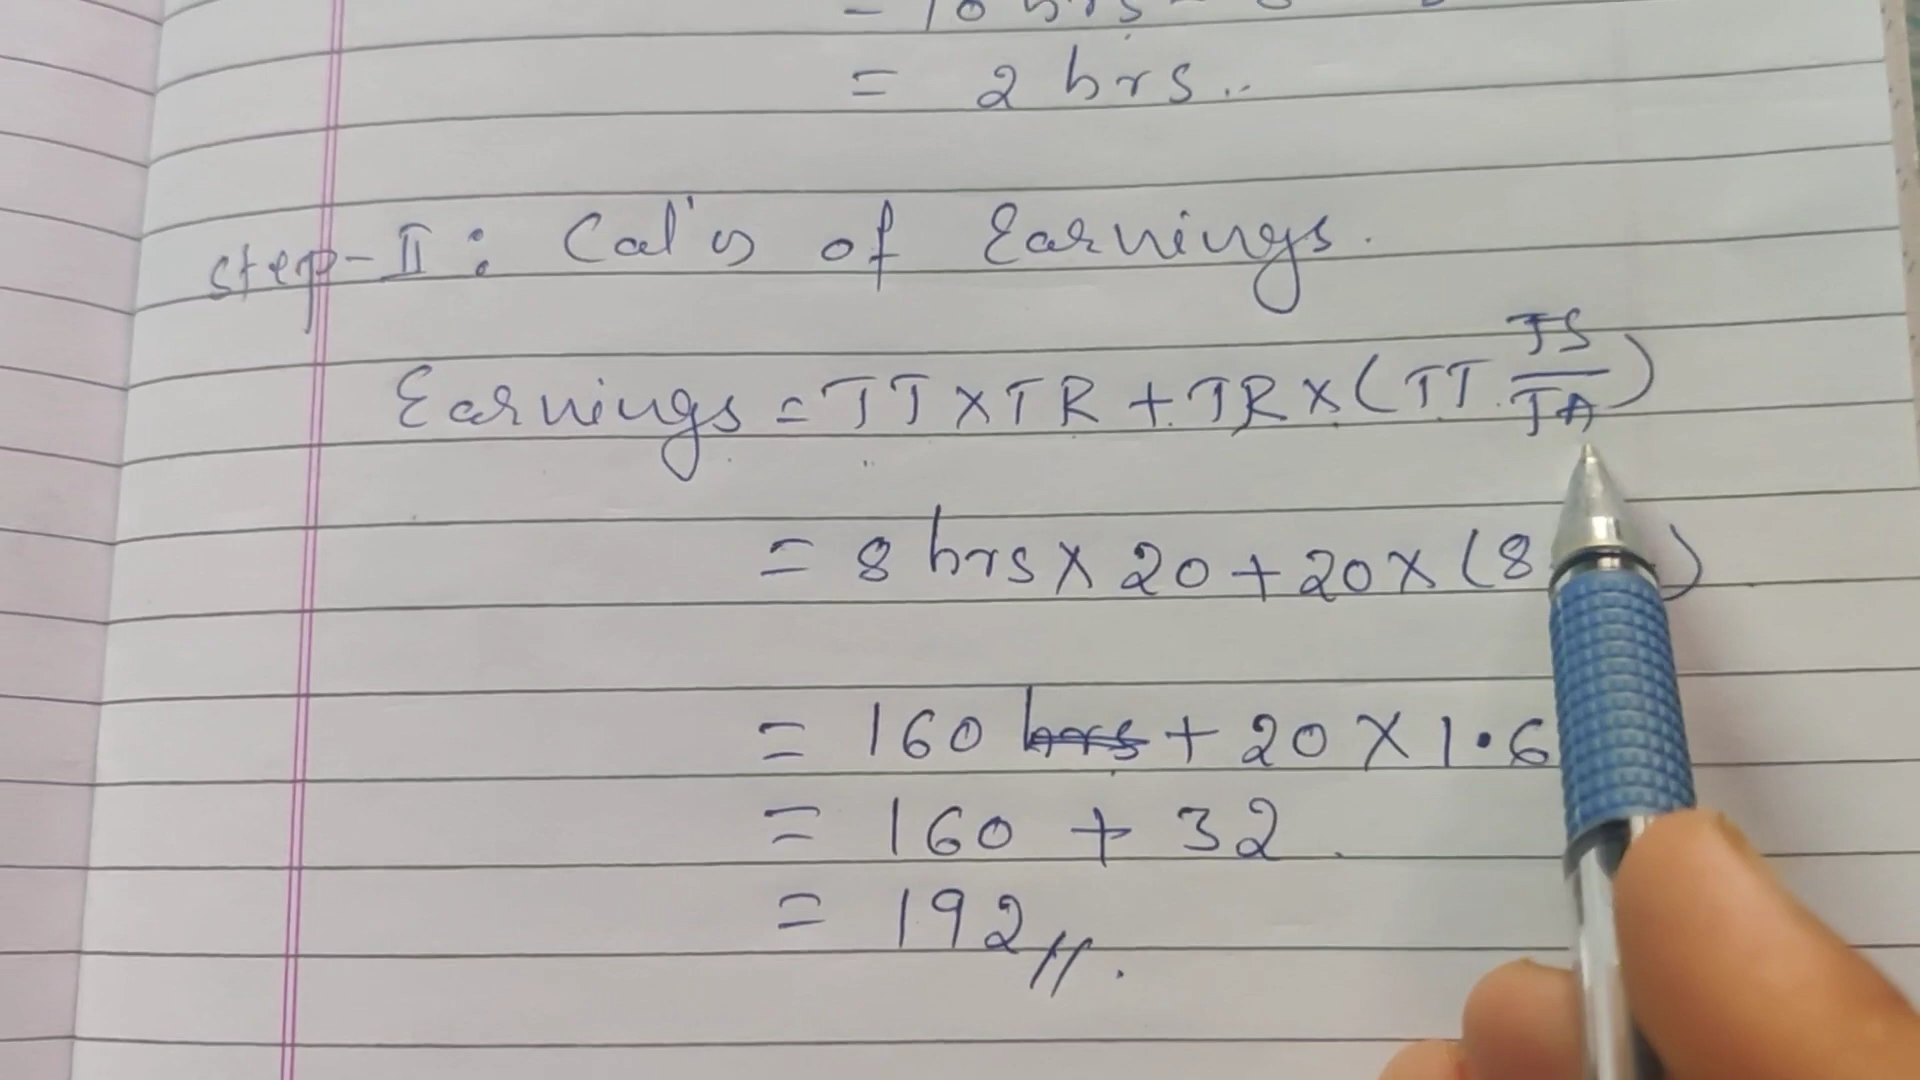 = 2 hrs..
Step-II : Cal'n of Earnings.
Earnings = TT x TR + TR x (TT TS/TA)
= 8 hrs x 20 + 20 x (8 )
= 160 hrs + 20 x 1.6
= 160 + 32
= 192 //.